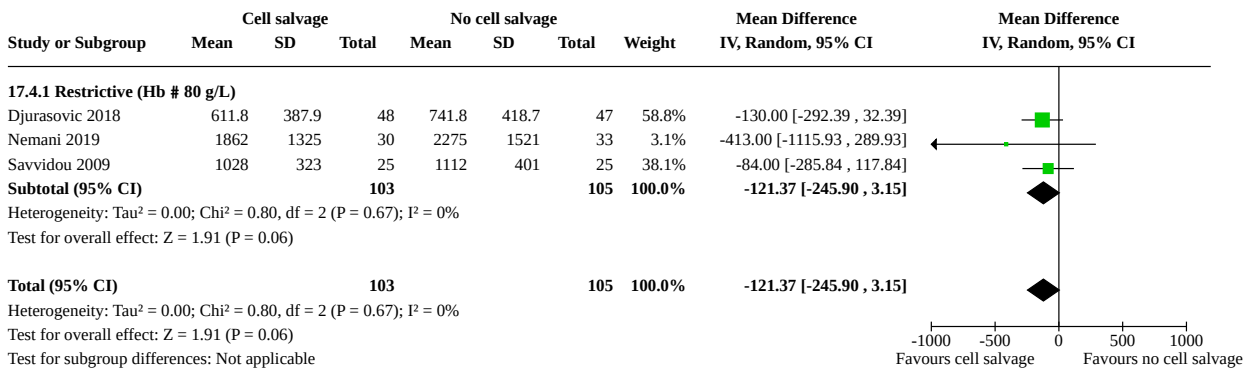 Cell salvage No cell salvage Mean Difference Mean Difference
Study or Subgroup Mean SD Total Mean SD Total Weight IV, Random, 95% CI IV, Random, 95% CI
17.4.1 Restrictive (Hb # 80 g/L)
Djurasovic 2018 611.8 387.9 48 741.8 418.7 47 58.8% -130.00 [-292.39 , 32.39]
Nemani 2019 1862 1325 30 2275 1521 33 3.1% -413.00 [-1115.93 , 289.93]
Savvidou 2009 1028 323 25 1112 401 25 38.1% -84.00 [-285.84 , 117.84]
Subtotal (95% CI) 103 105 100.0% -121.37 [-245.90 , 3.15]
Heterogeneity: Tau² = 0.00; Chi² = 0.80, df = 2 (P = 0.67); I² = 0%
Test for overall effect: Z = 1.91 (P = 0.06)
Total (95% CI) 103 105 100.0% -121.37 [-245.90 , 3.15]
Heterogeneity: Tau² = 0.00; Chi² = 0.80, df = 2 (P = 0.67); I² = 0%
Test for overall effect: Z = 1.91 (P = 0.06)
-1000 -500 0 500 1000
Test for subgroup differences: Not applicable Favours cell salvage Favours no cell salvage